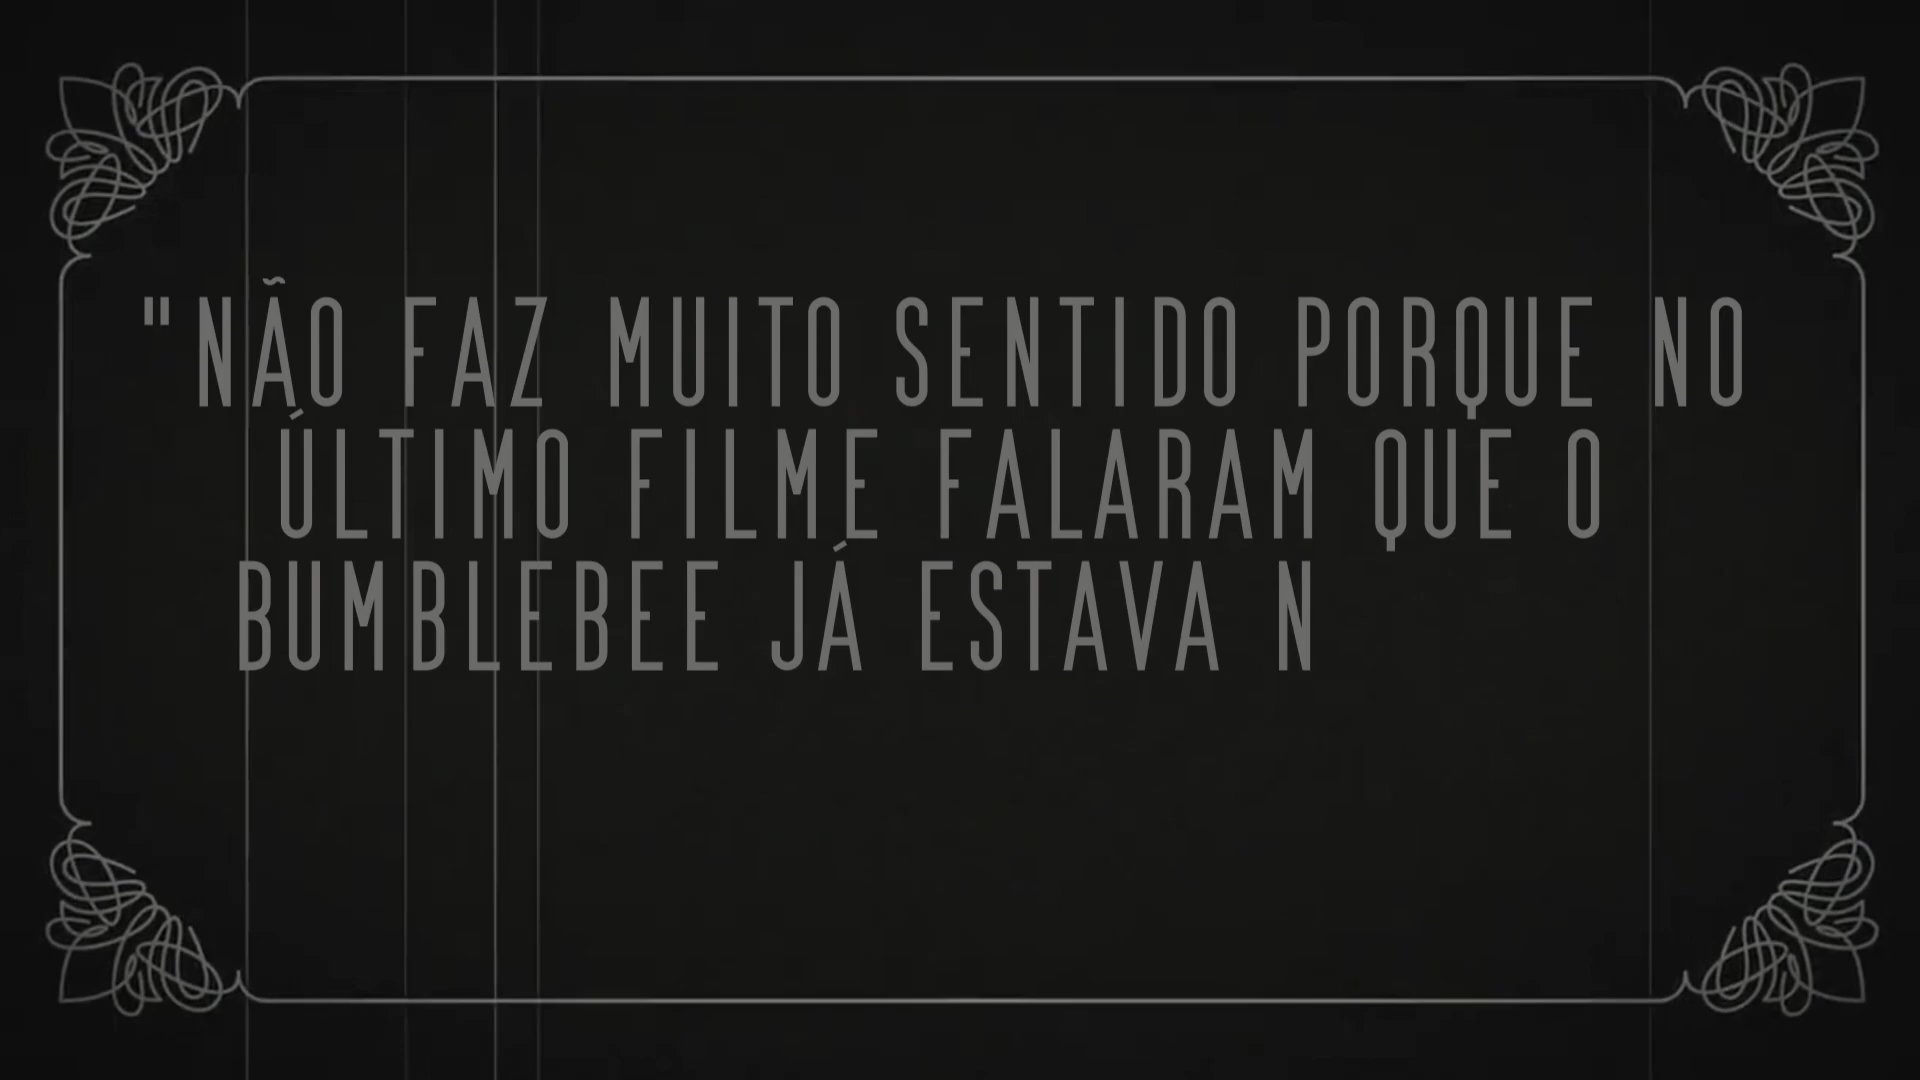 "NÃO FAZ MUITO SENTIDO PORQUE NO
ÚLTIMO FILME FALARAM QUE O
BUMBLEBEE JÁ ESTAVA N